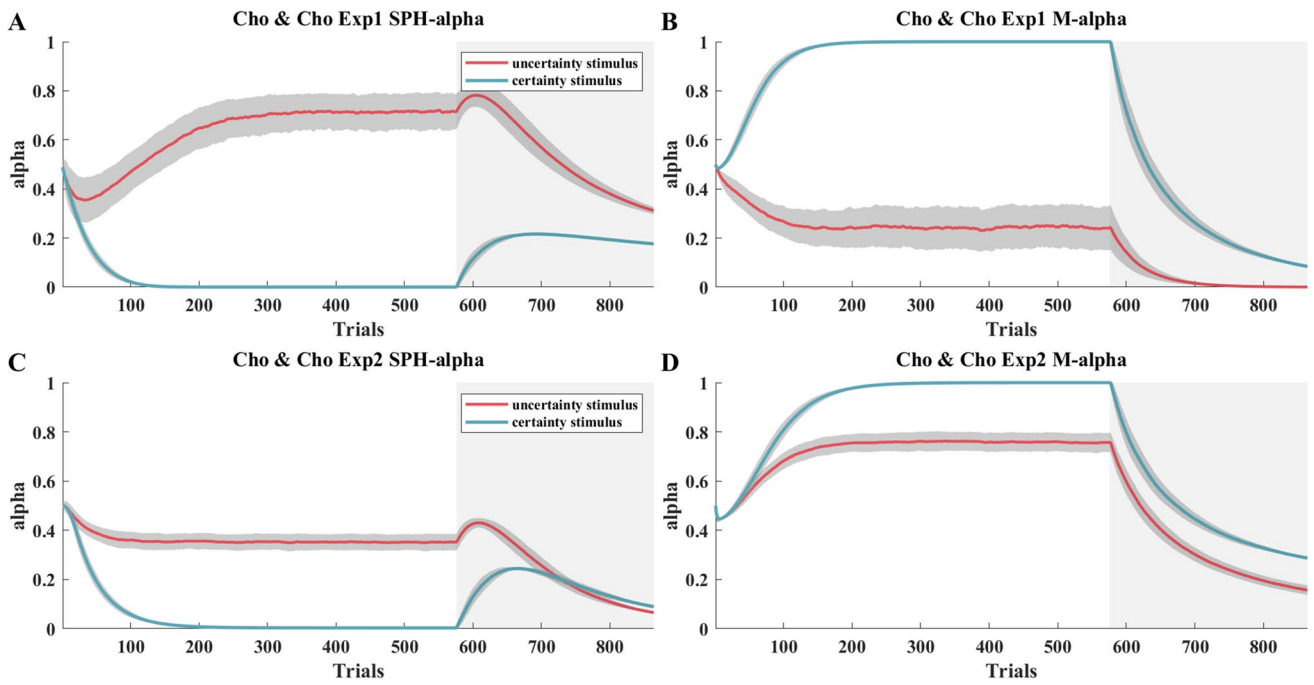 A
Cho & Cho Exp1 SPH-alpha
1
0.8
0.6
0.4
0.2
0
alpha
uncertainty stimulus
certainty stimulus
100 200 300 400 500 600 700 800
Trials
B
Cho & Cho Exp1 M-alpha
1
0.8
0.6
0.4
0.2
0
alpha
100 200 300 400 500 600 700 800
Trials
C
Cho & Cho Exp2 SPH-alpha
1
0.8
0.6
0.4
0.2
0
alpha
uncertainty stimulus
certainty stimulus
100 200 300 400 500 600 700 800
Trials
D
Cho & Cho Exp2 M-alpha
1
0.8
0.6
0.4
0.2
0
alpha
100 200 300 400 500 600 700 800
Trials